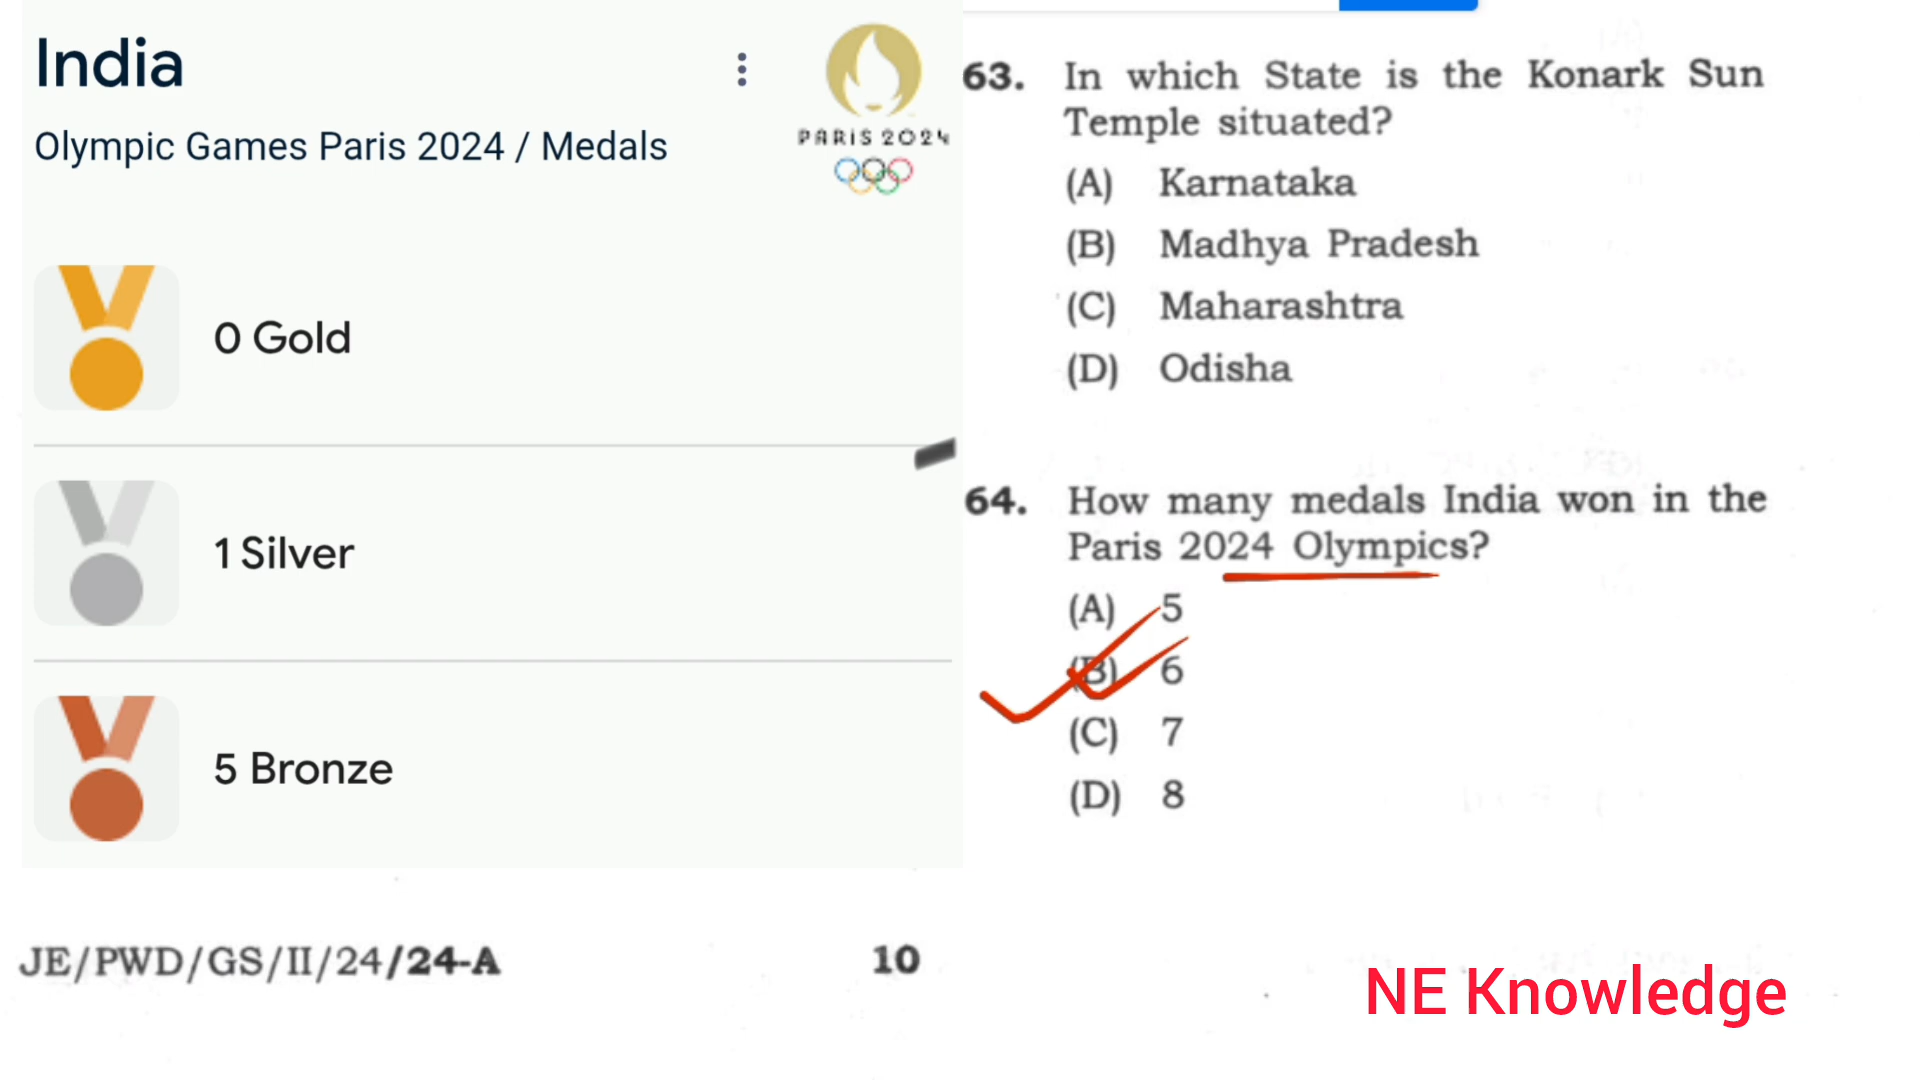 India
Olympic Games Paris 2024 / Medals
PARIS 2024
0 Gold
1 Silver
5 Bronze
63. In which State is the Konark Sun
Temple situated?
(A) Karnataka
(B) Madhya Pradesh
(C) Maharashtra
(D) Odisha
64. How many medals India won in the
Paris 2024 Olympics?
(A) 5
(B) 6
(C) 7
(D) 8
JE/PWD/GS/II/24/24-A
10
NE Knowledge